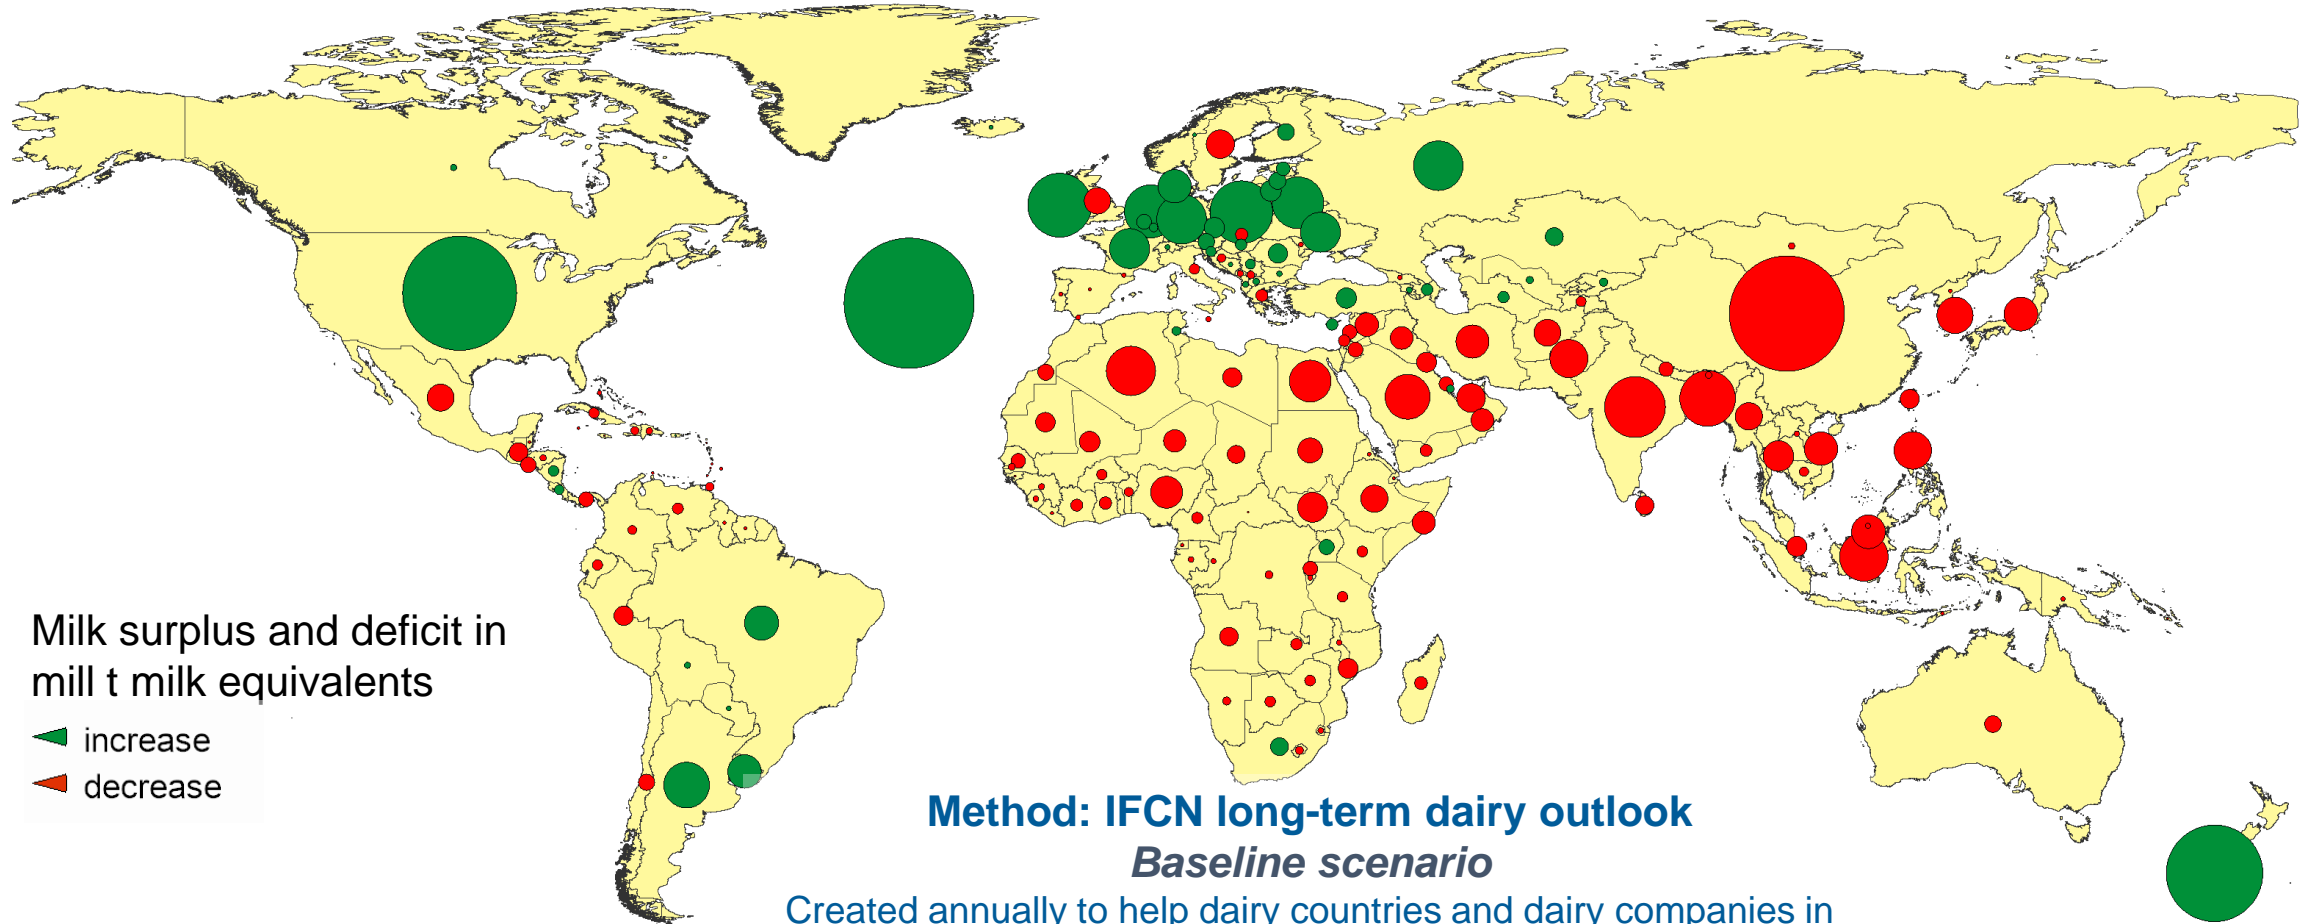 Milk surplus and deficit in
mill t milk equivalents
increase
decrease
Method: IFCN long-term dairy outlook
Baseline scenario
Created annually to help dairy countries and dairy companies in